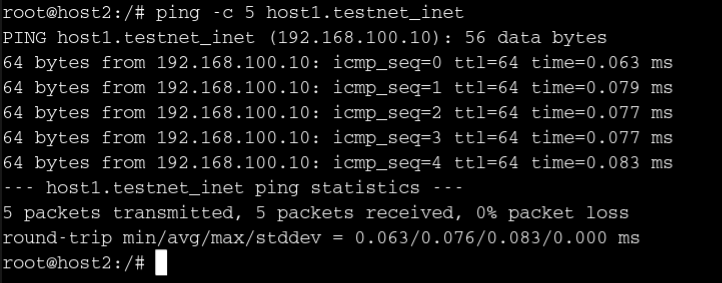 root@host2:/# ping -c 5 host1.testnet_inet
PING host1.testnet_inet (192.168.100.10): 56 data bytes
64 bytes from 192.168.100.10: icmp_seq=0 ttl=64 time=0.063 ms
64 bytes from 192.168.100.10: icmp_seq=1 ttl=64 time=0.079 ms
64 bytes from 192.168.100.10: icmp_seq=2 ttl=64 time=0.077 ms
64 bytes from 192.168.100.10: icmp_seq=3 ttl=64 time=0.077 ms
64 bytes from 192.168.100.10: icmp_seq=4 ttl=64 time=0.083 ms
--- host1.testnet_inet ping statistics ---
5 packets transmitted, 5 packets received, 0% packet loss
round-trip min/avg/max/stddev = 0.063/0.076/0.083/0.000 ms
root@host2:/#